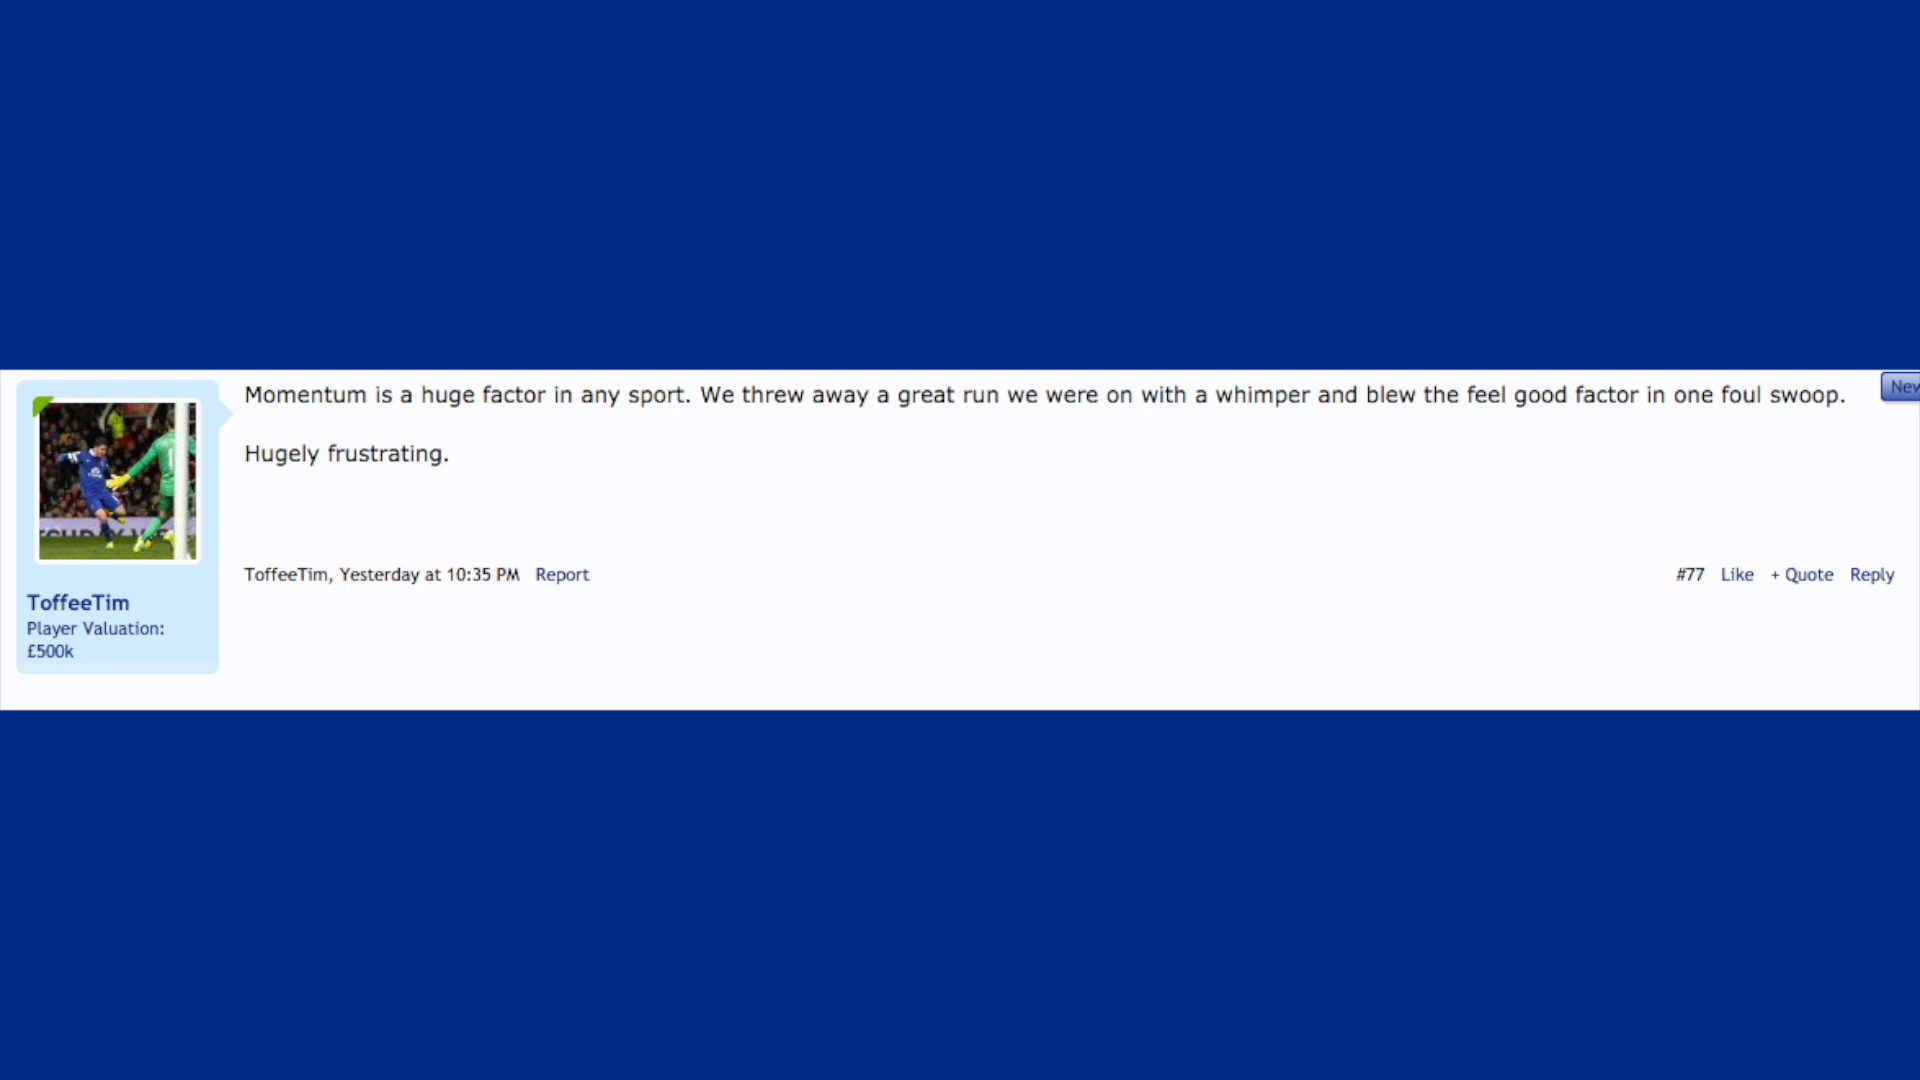 Momentum is a huge factor in any sport. We threw away a great run we were on with a whimper and blew the feel good factor in one foul swoop.
New
Hugely frustrating.
ToffeeTim, Yesterday at 10:35 PM Report
#77 Like + Quote Reply
ToffeeTim
Player Valuation:
£500k